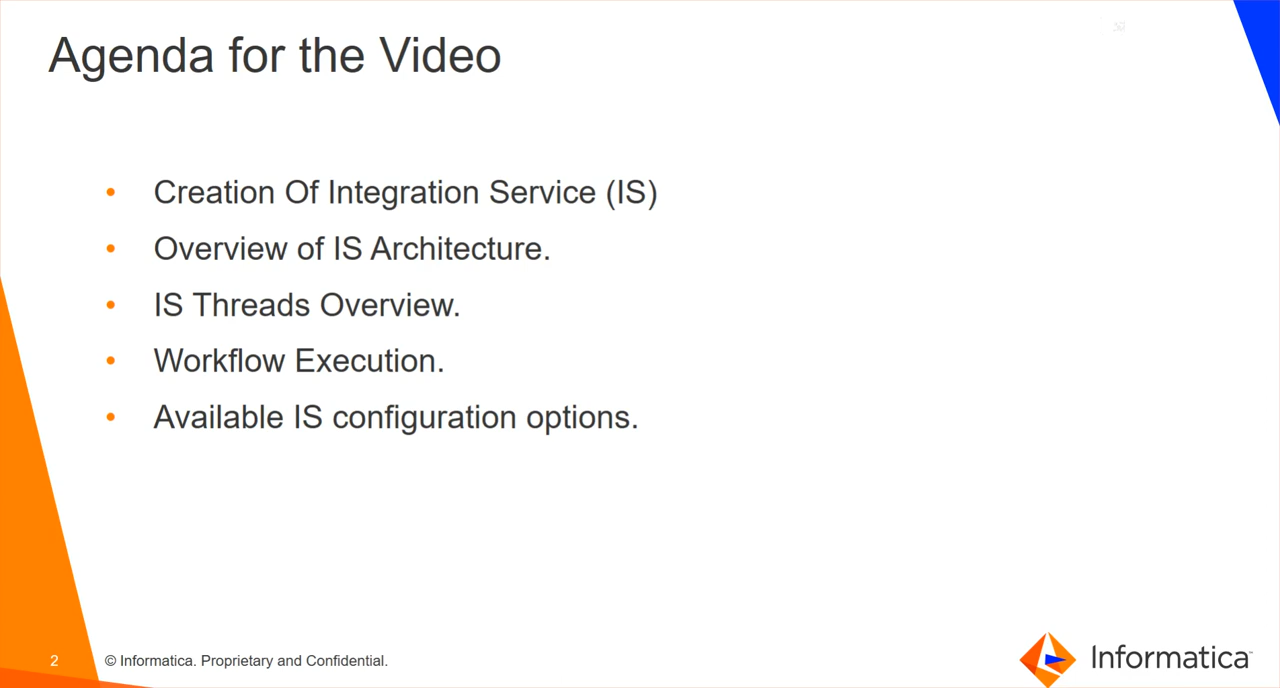 Agenda for the Video
• Creation Of Integration Service (IS)
• Overview of IS Architecture.
• IS Threads Overview.
• Workflow Execution.
• Available IS configuration options.
2 © Informatica. Proprietary and Confidential.
Informatica™